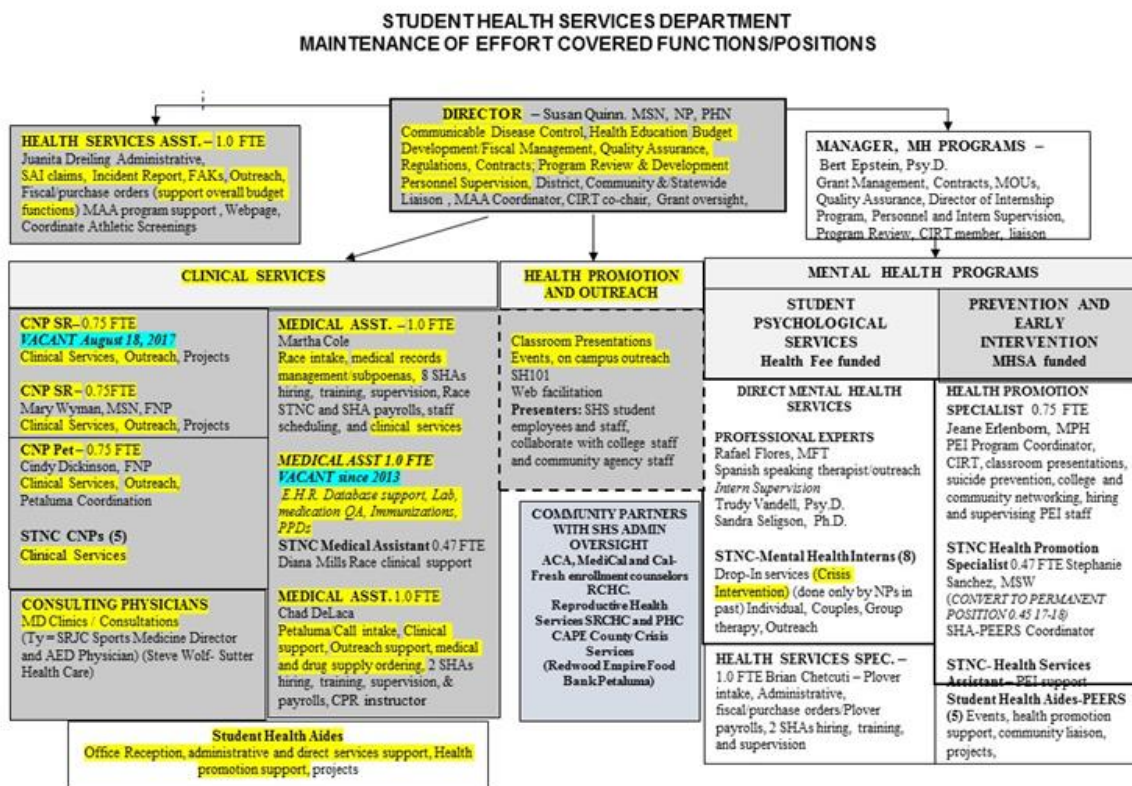 STUDENT HEALTH SERVICES DEPARTMENT
MAINTENANCE OF EFFORT COVERED FUNCTIONS/POSITIONS
DIRECTOR – Susan Quinn. MSN, NP, PHN
Communicable Disease Control, Health Education Budget
Development/Fiscal Management, Quality Assurance,
Regulations, Contracts; Program Review & Development
Personnel Supervision, District, Community &/Statewide
Liaison , MAA Coordinator, CIRT co-chair, Grant oversight,
HEALTH SERVICES ASST. – 1.0 FTE
Juanita Dreiling Administrative,
SAI claims, Incident Report, FAKs, Outreach,
Fiscal/purchase orders (support overall budget
functions) MAA program support , Webpage,
Coordinate Athletic Screenings
MANAGER, MH PROGRAMS –
Bert Epstein, Psy.D.
Grant Management, Contracts, MOUs,
Quality Assurance, Director of Internship
Program, Personnel and Intern Supervision,
Program Review, CIRT member, liaison
CLINICAL SERVICES
CNP SR– 0.75 FTE
VACANT August 18, 2017
Clinical Services, Outreach, Projects
CNP SR– 0.75FTE
Mary Wyman, MSN, FNP
Clinical Services, Outreach, Projects
CNP Pet – 0.75 FTE
Cindy Dickinson, FNP
Clinical Services, Outreach,
Petaluma Coordination
STNC CNPs (5)
Clinical Services
CONSULTING PHYSICIANS
MD Clinics / Consultations
(Ty = SRJC Sports Medicine Director
and AED Physician) (Steve Wolf- Sutter
Health Care)
MEDICAL ASST. – 1.0 FTE
Martha Cole
Race intake, medical records
management/subpoenas, 8 SHAs
hiring, training, supervision, Race
STNC and SHA payrolls, staff
scheduling, and clinical services
MEDICAL ASST 1.0 FTE
VACANT since 2013
E.H.R. Database support, Lab,
medication QA, Immunizations,
PPDs
STNC Medical Assistant 0.47 FTE
Diana Mills Race clinical support
MEDICAL ASST. 1.0 FTE
Chad DeLaca
Petaluma/Call intake, Clinical
support, Outreach support, medical
and drug supply ordering, 2 SHAs
hiring, training, supervision, &
payrolls, CPR instructor
Student Health Aides
Office Reception, administrative and direct services support, Health
promotion support, projects
HEALTH PROMOTION
AND OUTREACH
Classroom Presentations
Events, on campus outreach
SH101
Web facilitation
Presenters: SHS student
employees and staff,
collaborate with college staff
and community agency staff
COMMUNITY PARTNERS
WITH SHS ADMIN
OVERSIGHT
ACA, MediCal and Cal-
Fresh enrollment counselors
RCHC.
Reproductive Health
Services SRCHC and PHC
CAPE County Crisis
Services
(Redwood Empire Food
Bank Petaluma)
MENTAL HEALTH PROGRAMS
STUDENT
PSYCHOLOGICAL
SERVICES
Health Fee funded
DIRECT MENTAL HEALTH
SERVICES
PROFESSIONAL EXPERTS
Rafael Flores, MFT
Spanish speaking therapist/outreach
Intern Supervision
Trudy Vandell, Psy.D.
Sandra Seligson, Ph.D.
STNC-Mental Health Interns (8)
Drop-In services (Crisis
Intervention) (done only by NPs in
past) Individual, Couples, Group
therapy, Outreach
HEALTH SERVICES SPEC. –
1.0 FTE Brian Chetcuti – Plover
intake, Administrative,
fiscal/purchase orders/Plover
payrolls, 2 SHAs hiring, training,
and supervision
PREVENTION AND
EARLY
INTERVENTION
MHSA funded
HEALTH PROMOTION
SPECIALIST 0.75 FTE
Jeane Erlenborn, MPH
PEI Program Coordinator,
CIRT, classroom presentations,
suicide prevention, college and
community networking, hiring
and supervising PEI staff
STNC Health Promotion
Specialist 0.47 FTE Stephanie
Sanchez, MSW
(CONVERT TO PERMANENT
POSITION 0.45 17-18)
SHA-PEERS Coordinator
STNC- Health Services
Assistant – PEI support
Student Health Aides-PEERS
(5) Events, health promotion
support, community liaison,
projects,